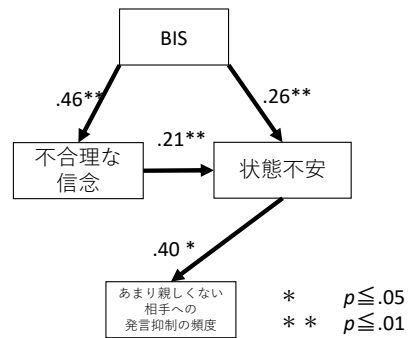 BIS
.46**
.26**
.21**
不合理な
信念
状態不安
.40 *
あまり親しくない
相手への
発言抑制の頻度
＊ p≦.05
＊＊ p≦.01